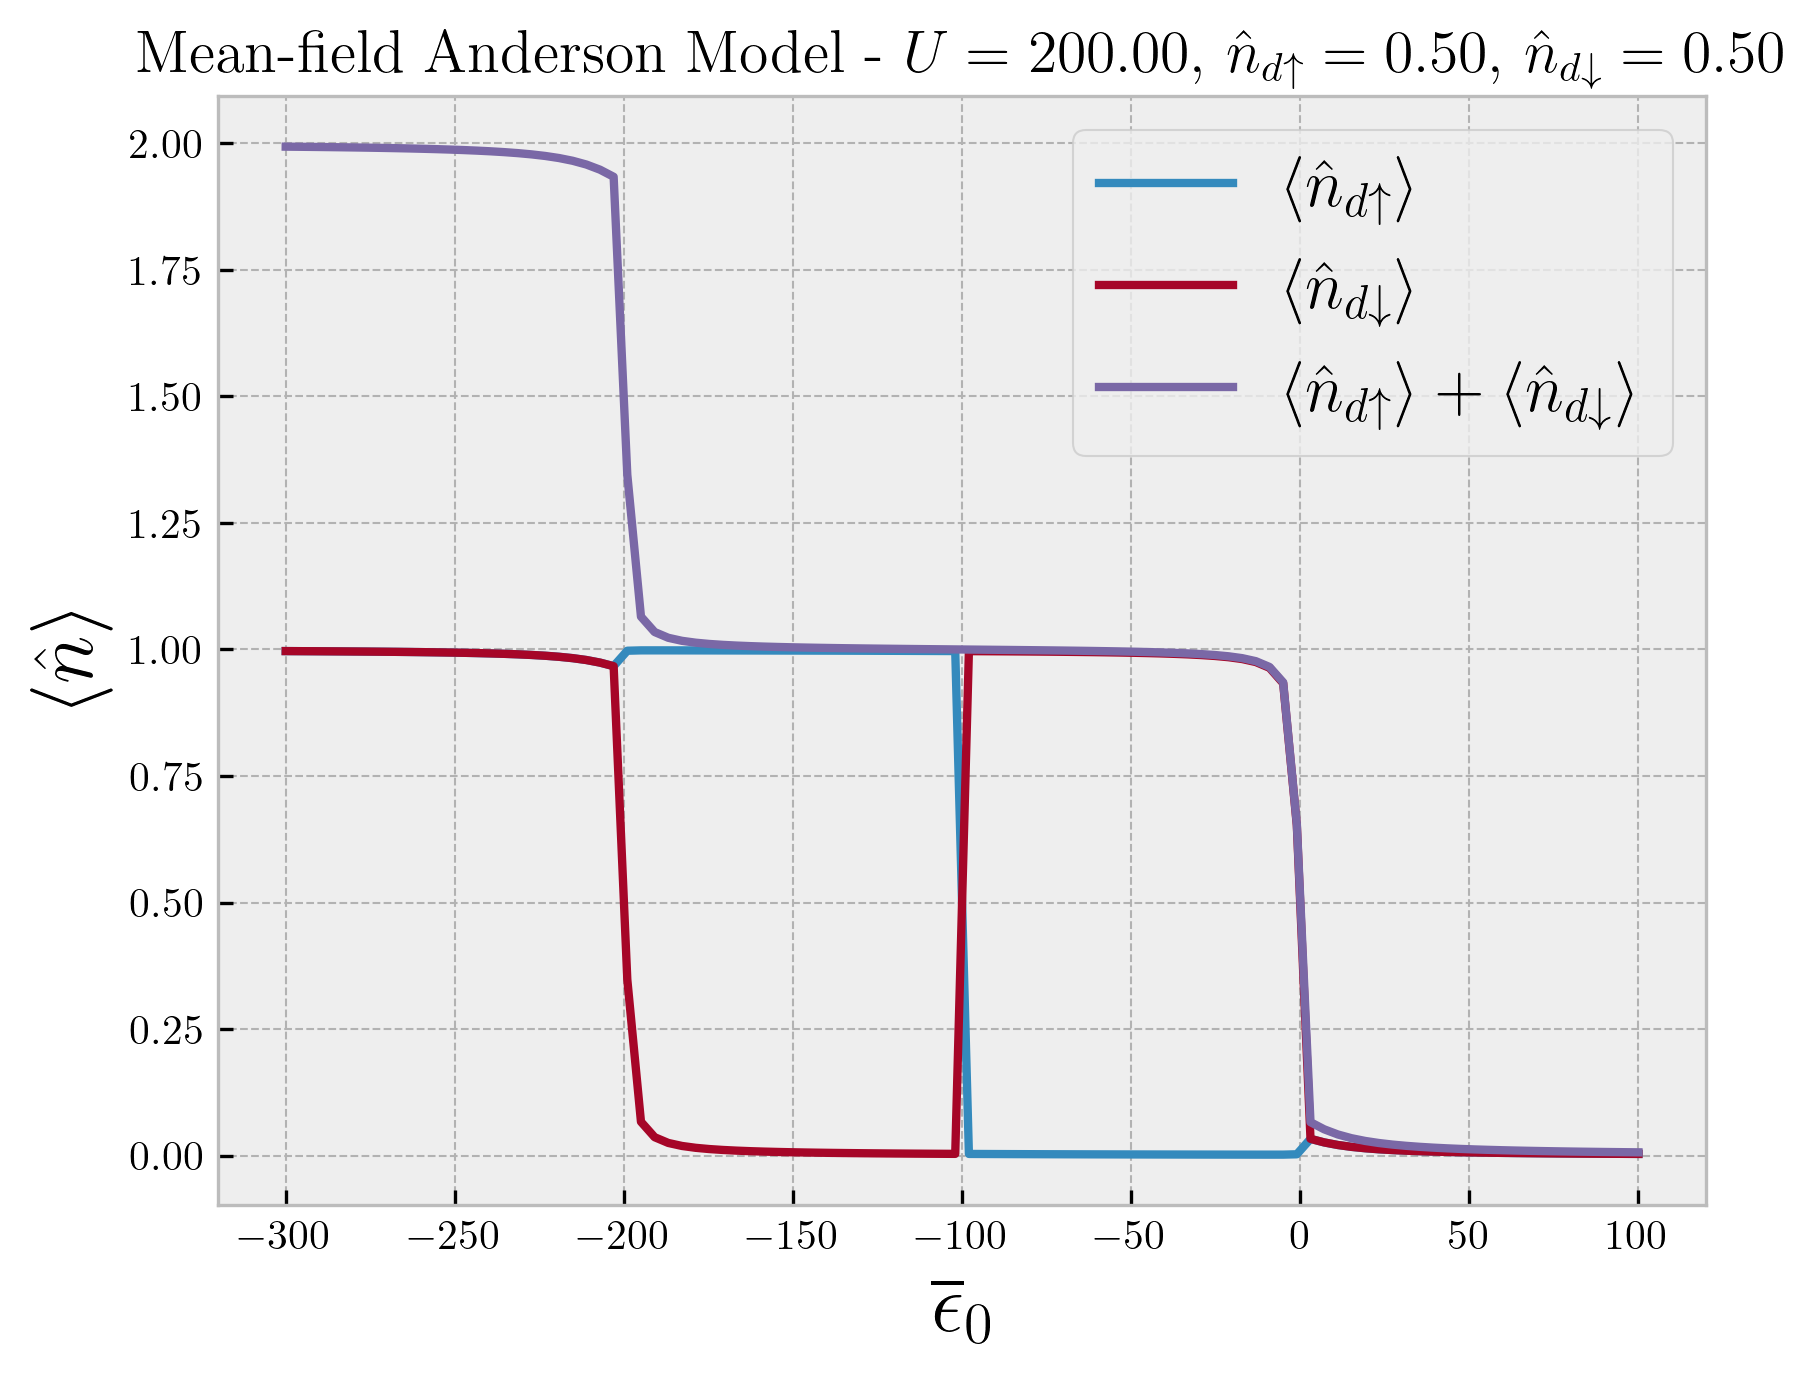 Mean-field Anderson Model - $U = 200.00$, $\hat{n}_{d\uparrow} = 0.50$, $\hat{n}_{d\downarrow} = 0.50$
$\langle \hat{n}_{d\uparrow} \rangle$
$\langle \hat{n}_{d\downarrow} \rangle$
$\langle \hat{n}_{d\uparrow} \rangle + \langle \hat{n}_{d\downarrow} \rangle$
2.00
1.75
1.50
1.25
1.00
0.75
0.50
0.25
0.00
$\langle \hat{n} \rangle$
−300 −250 −200 −150 −100 −50 0 50 100
$\overline{\epsilon}_0$